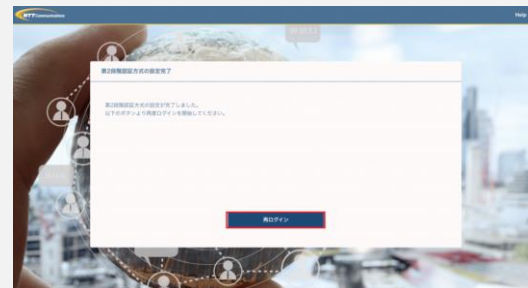 NTT Communications
Help
第2段階認証方式の設定完了
第2段階認証方式の設定が完了しました。
以下のボタンより再度ログインを開始してください。
再ログイン